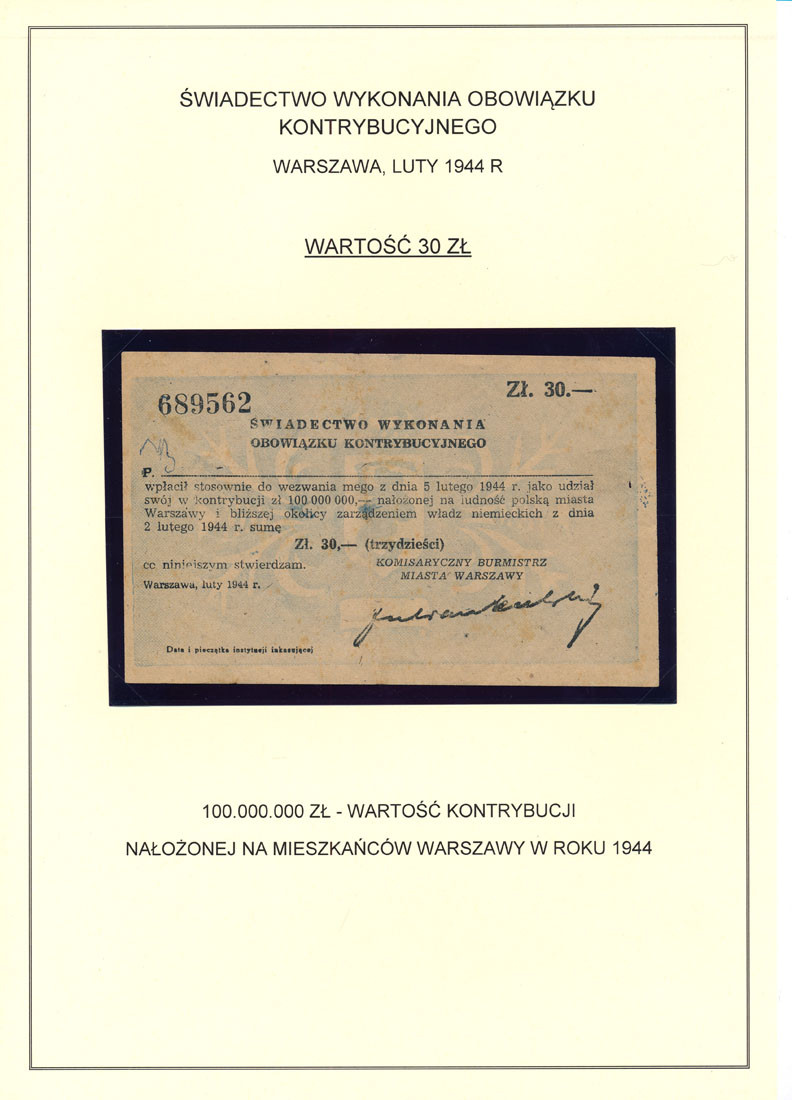 ŚWIADECTWO WYKONANIA OBOWIĄZKU
KONTRYBUCYJNEGO
WARSZAWA, LUTY 1944 R
WARTOŚĆ 30 ZŁ
689562
Zł. 30.—
ŚWIADECTWO WYKONANIA
OBOWIĄZKU KONTRYBUCYJNEGO
P.
wpłacił stosownie do wezwania mego z dnia 5 lutego 1944 r. jako udział
swój w kontrybucji zł 100 000 000,— nałożonej na ludność polską miasta
Warszawy i bliższej okolicy zarządzeniem władz niemieckich z dnia
2 lutego 1944 r. sumę
Zł. 30,— (trzydzieści)
co niniejszym stwierdzam.
KOMISARYCZNY BURMISTRZ
MIASTA WARSZAWY
Warszawa, luty 1944 r.
Data i pieczątka instytucji inkasującej
100.000.000 ZŁ - WARTOŚĆ KONTRYBUCJI
NAŁOŻONEJ NA MIESZKAŃCÓW WARSZAWY W ROKU 1944